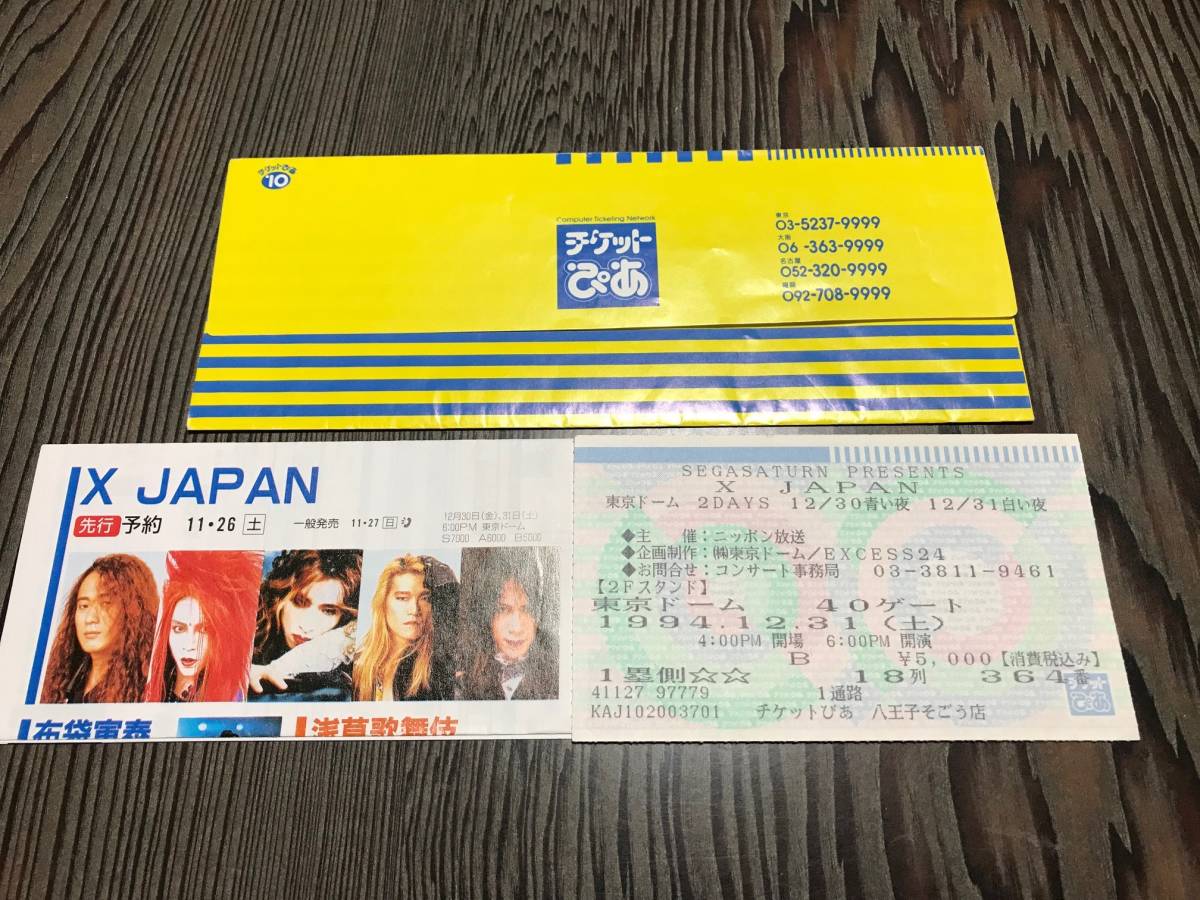 チケットぴあ
'10
Computer Ticketing Network
チケット
ぴあ
東京
03-5237-9999
大阪
06-363-9999
名古屋
052-320-9999
福岡
092-708-9999
X JAPAN
先行 予約 11・26 土 一般発売 11・27 日
12月30日(金)、31日(土)
6:00PM 東京ドーム
S7000 A6000 B5000
布袋寅泰
浅草歌舞伎
SEGASATURN PRESENTS
X JAPAN
東京ドーム 2DAYS 12/30青い夜 12/31白い夜
◆主 催：ニッポン放送
◆企画制作：㈱東京ドーム/EXCESS24
◆お問合せ：コンサート事務局 03-3811-9461
【2Fスタンド】
東京ドーム 40ゲート
1994.12.31(土)
4:00PM 開場 6:00PM 開演
B ¥5,000【消費税込み】
1塁側☆☆ 18列 364番
41127 97779 1通路
KAJ102003701 チケットぴあ 八王子そごう店
チケット
ぴあ